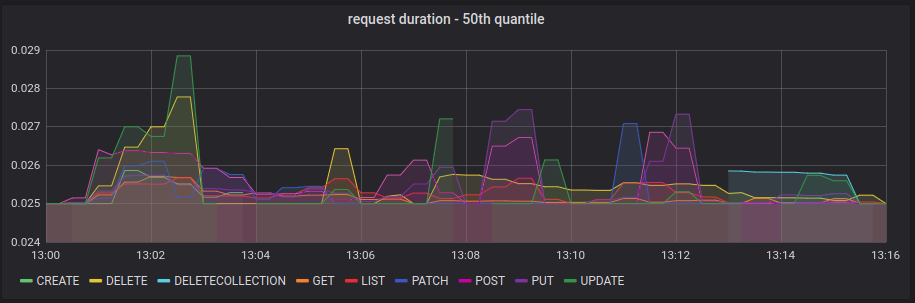 request duration - 50th quantile
0.029
0.028
0.027
0.026
0.025
0.024
13:00 13:02 13:04 13:06 13:08 13:10 13:12 13:14 13:16
CREATE DELETE DELETECOLLECTION GET LIST PATCH POST PUT UPDATE